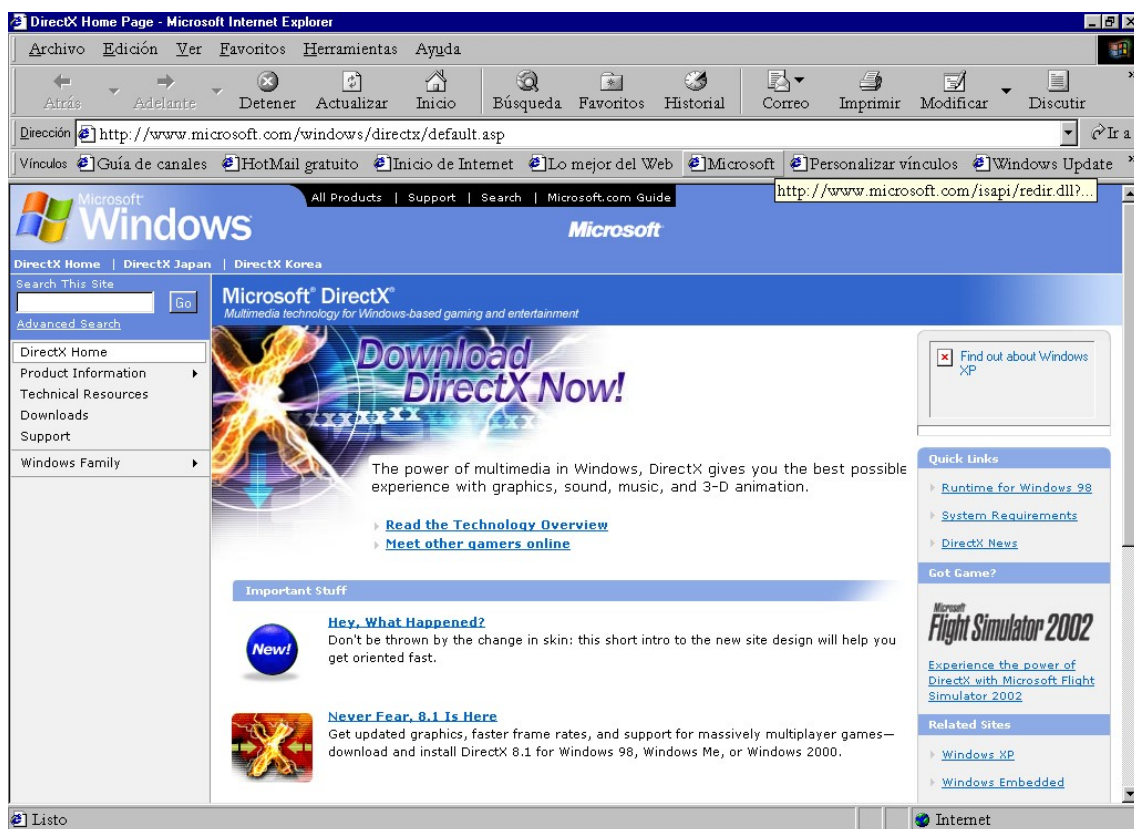 DirectX Home Page - Microsoft Internet Explorer
Archivo Edición Ver Favoritos Herramientas Ayuda
Atrás Adelante Detener Actualizar Inicio Búsqueda Favoritos Historial Correo Imprimir Modificar Discutir »
Dirección http://www.microsoft.com/windows/directx/default.asp Ir a
Vínculos Guía de canales HotMail gratuito Inicio de Internet Lo mejor del Web Microsoft Personalizar vínculos Windows Update »
http://www.microsoft.com/isapi/redir.dll?...
All Products | Support | Search | Microsoft.com Guide
Microsoft
Windows
Microsoft
DirectX Home | DirectX Japan | DirectX Korea
Search This Site
Go
Advanced Search
DirectX Home
Product Information
Technical Resources
Downloads
Support
Windows Family
Microsoft® DirectX®
Multimedia technology for Windows-based gaming and entertainment
Download
DirectX Now!
The power of multimedia in Windows, DirectX gives you the best possible
experience with graphics, sound, music, and 3-D animation.
Read the Technology Overview
Meet other gamers online
Important Stuff
New!
Hey, What Happened?
Don't be thrown by the change in skin: this short intro to the new site design will help you
get oriented fast.
Never Fear, 8.1 Is Here
Get updated graphics, faster frame rates, and support for massively multiplayer games—
download and install DirectX 8.1 for Windows 98, Windows Me, or Windows 2000.
Find out about Windows
XP
Quick Links
Runtime for Windows 98
System Requirements
DirectX News
Got Game?
Microsoft
Flight Simulator 2002
Experience the power of
DirectX with Microsoft Flight
Simulator 2002
Related Sites
Windows XP
Windows Embedded
Listo
Internet